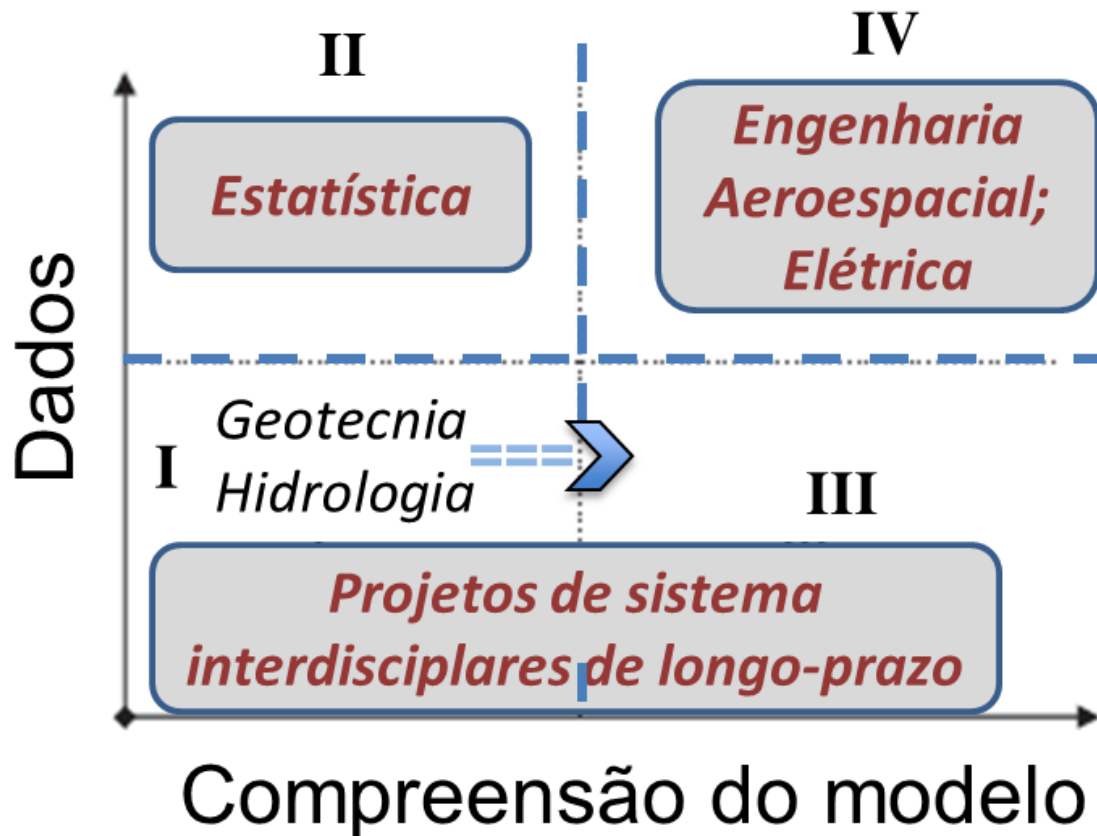 II
IV
Estatística
Engenharia
Aeroespacial;
Elétrica
Dados
I
Geotecnia
Hidrologia
III
Projetos de sistema
interdisciplares de longo-prazo
Compreensão do modelo